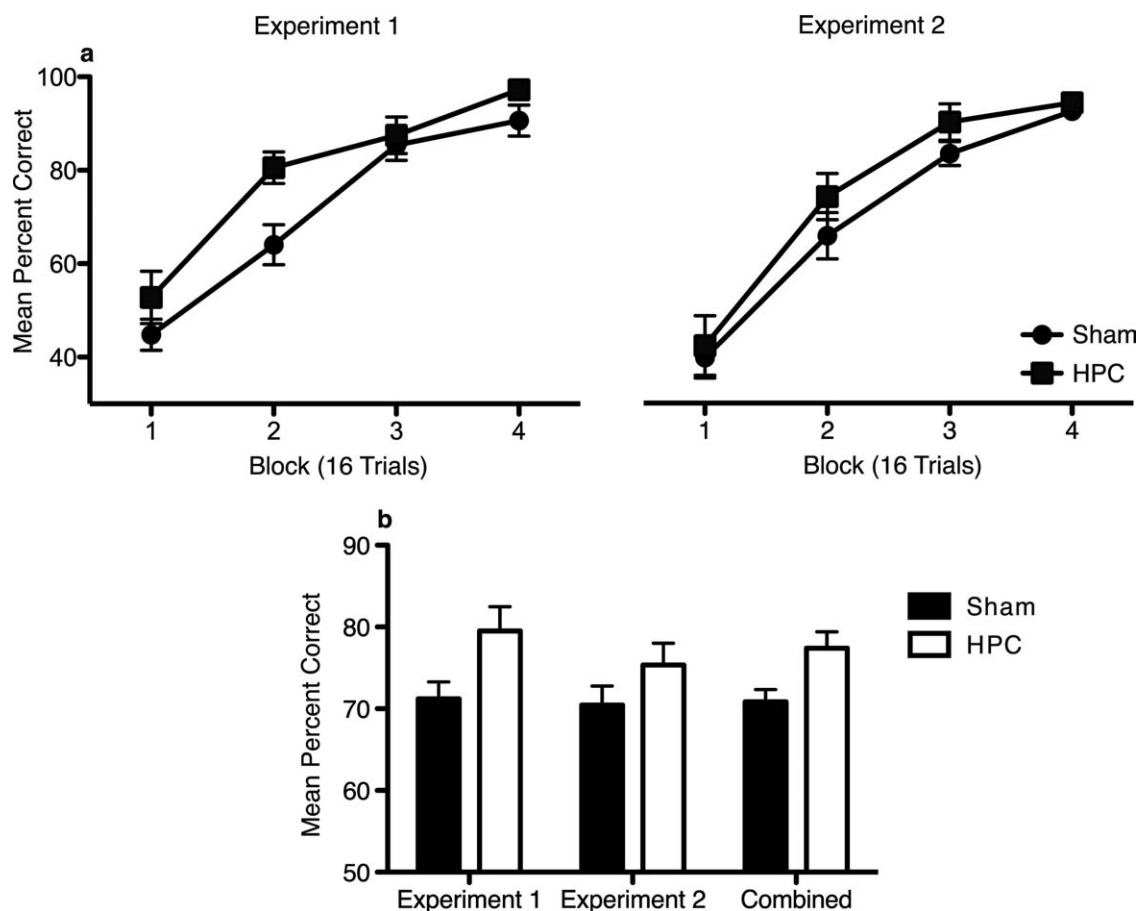 Experiment 1
Experiment 2
a
Mean Percent Correct
100
80
60
40
1 2 3 4
Block (16 Trials)
1 2 3 4
Block (16 Trials)
Sham
HPC
b
Mean Percent Correct
90
80
70
60
50
Experiment 1 Experiment 2 Combined
Sham
HPC